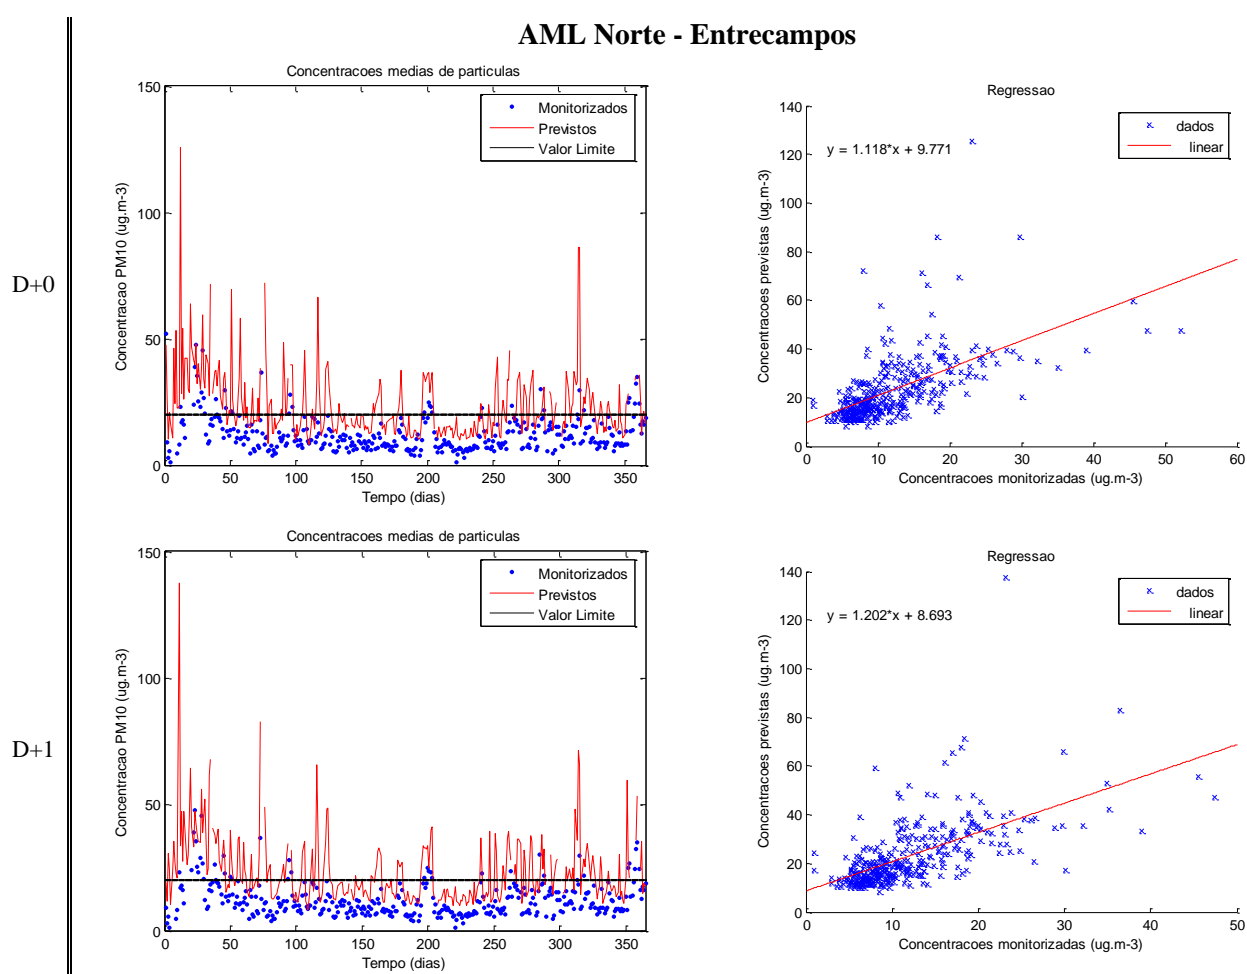 AML Norte - Entrecampos
D+0
Concentracoes medias de particulas
Concentracao PM10 (ug.m-3)
150
100
50
0
Monitorizados
Previstos
Valor Limite
0 50 100 150 200 250 300 350
Tempo (dias)
Regressao
Concentracoes previstas (ug.m-3)
140
120
100
80
60
40
20
0
y = 1.118*x + 9.771
dados
linear
0 10 20 30 40 50 60
Concentracoes monitorizadas (ug.m-3)
D+1
Concentracoes medias de particulas
Concentracao PM10 (ug.m-3)
150
100
50
0
Monitorizados
Previstos
Valor Limite
0 50 100 150 200 250 300 350
Tempo (dias)
Regressao
Concentracoes previstas (ug.m-3)
140
120
100
80
60
40
20
0
y = 1.202*x + 8.693
dados
linear
0 10 20 30 40 50
Concentracoes monitorizadas (ug.m-3)